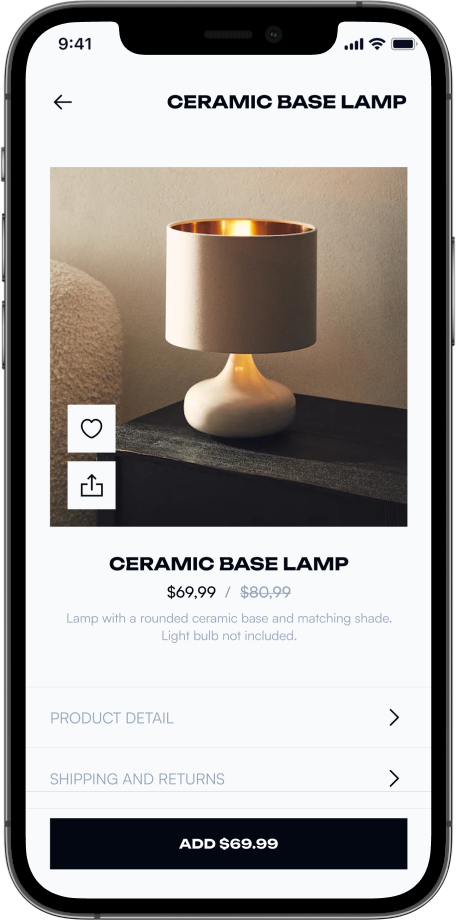 9:41
CERAMIC BASE LAMP
CERAMIC BASE LAMP
$69,99 / $80,99
Lamp with a rounded ceramic base and matching shade.
Light bulb not included.
PRODUCT DETAIL
SHIPPING AND RETURNS
ADD $69.99